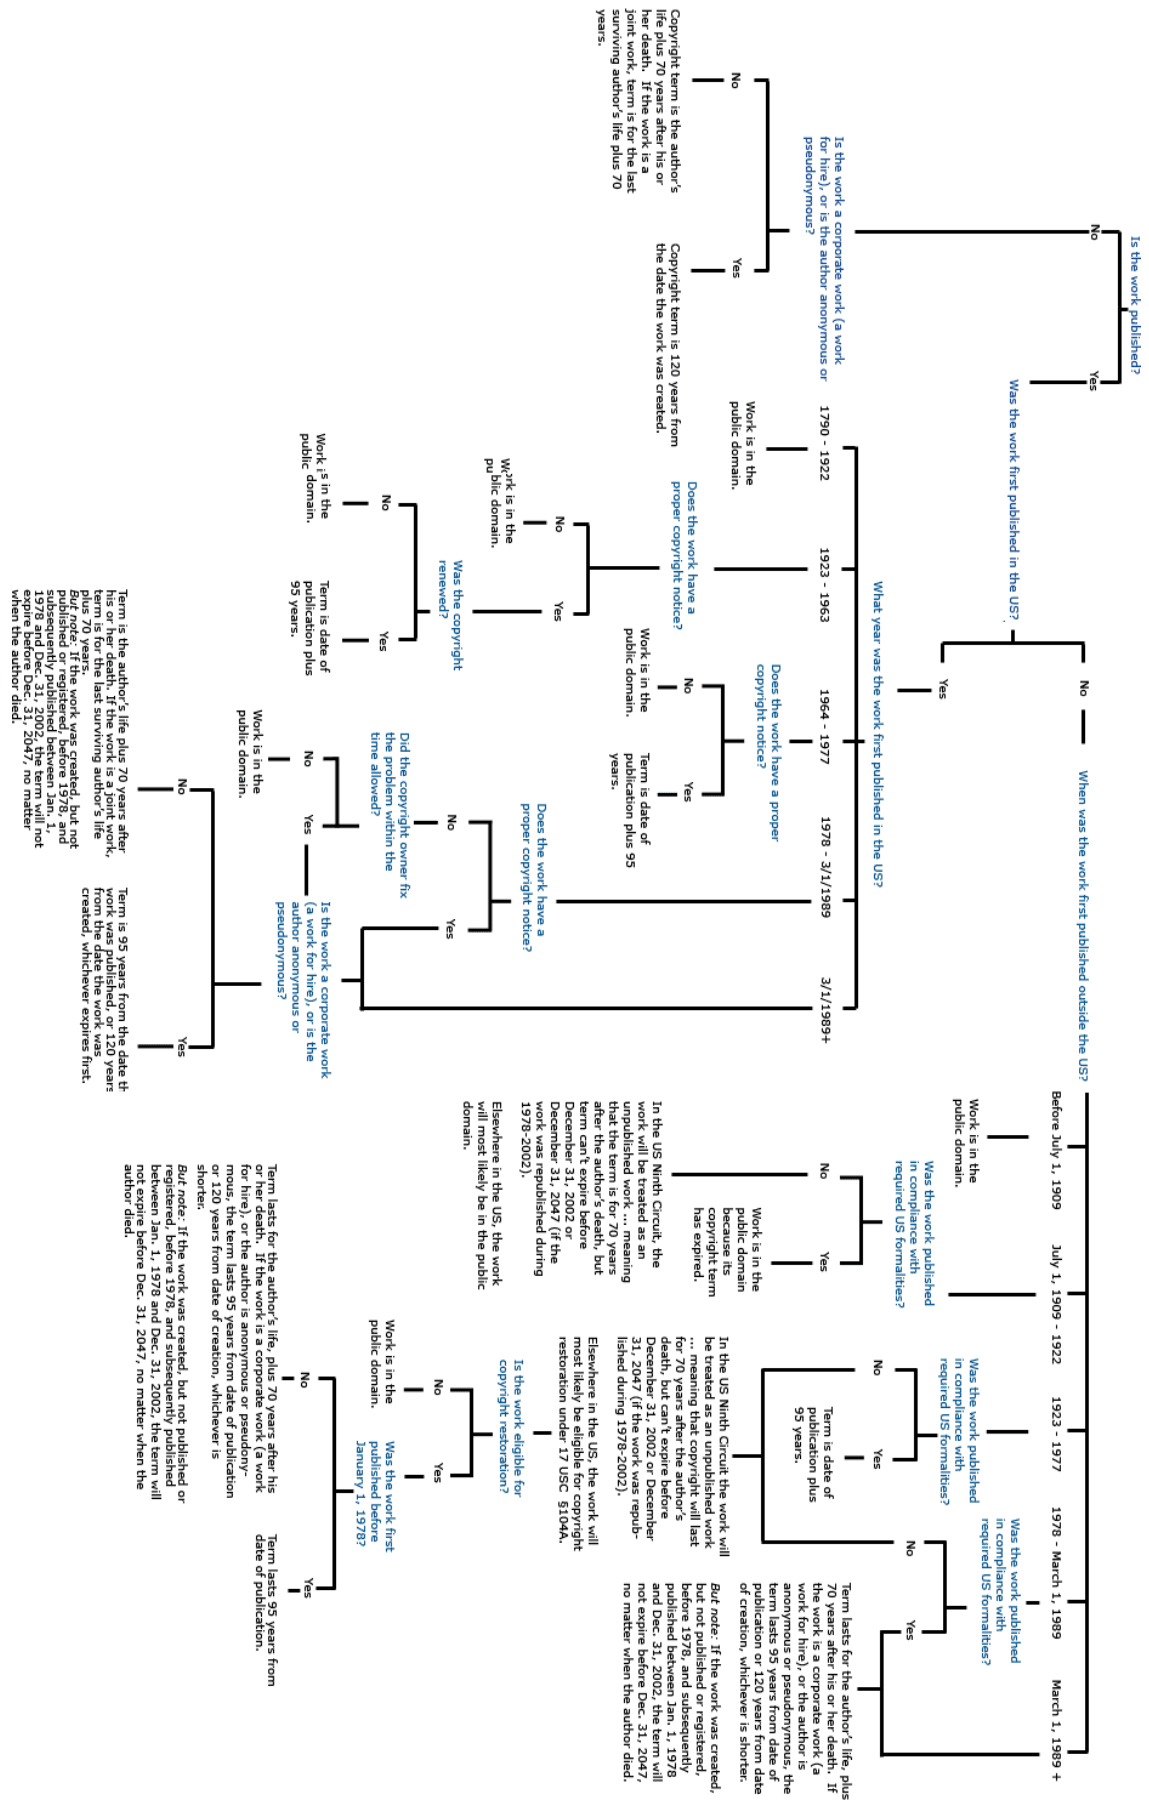 Is the work published?
No
Yes
Is the work a corporate work (a work
for hire), or is the author anonymous or
pseudonymous?
No
Yes
Copyright term is the author's
life plus 70 years after his or
her death. If the work is a
joint work, term is for the last
surviving author's life plus 70
years.
Copyright term is 120 years from
the date the work was created.
Was the work first published in the US?
Yes
No
What year was the work first published in the US?
1790 - 1922
1923 - 1963
1964 - 1977
1978 - 3/1/1989
3/1/1989+
Work is in the
public domain.
Does the work have a
proper copyright notice?
No
Yes
Work is in the
public domain.
Was the copyright
renewed?
No
Yes
Work is in the
public domain.
Term is date of
publication plus
95 years.
Does the work have a proper
copyright notice?
No
Yes
Work is in the
public domain.
Term is date of
publication plus 95
years.
Does the work have a
proper copyright notice?
No
Yes
Did the copyright owner fix
the problem within the
time allowed?
No
Yes
Work is in the
public domain.
Is the work a corporate work
(a work for hire), or is the
author anonymous or
pseudonymous?
No
Yes
Term is the author's life plus 70 years after
his or her death. If the work is a joint work,
term is for the last surviving author's life
plus 70 years.
But note: If the work was created, but not
published or registered, before 1978, and
subsequently published between Jan. 1,
1978 and Dec. 31, 2002, the term will not
expire before Dec. 31, 2047, no matter
when the author died.
Term is 95 years from the date th
work was published, or 120 years
from the date the work was
created, whichever expires first.
When was the work first published outside the US?
Before July 1, 1909
July 1, 1909 - 1922
1923 - 1977
1978 - March 1, 1989
March 1, 1989 +
Work is in the
public domain.
Was the work published
in compliance with
required US formalities?
No
Yes
In the US Ninth Circuit, the
work will be treated as an
unpublished work ... meaning
that the term is for 70 years
after the author's death, but
term can't expire before
December 31, 2002 or
December 31, 2047 (if the
work was republished during
1978-2002).
Elsewhere in the US, the work
will most likely be in the public
domain.
Work is in the
public domain
because its
copyright term
has expired.
Was the work published
in compliance with
required US formalities?
No
Yes
Term is date of
publication plus
95 years.
Was the work published
in compliance with
required US formalities?
No
Yes
In the US Ninth Circuit the work will
be treated as an unpublished work
... meaning that copyright will last
for 70 years after the author's
death, but can't expire before
December 31, 2002 or December
31, 2047 (if the work was repub-
lished during 1978-2002).
Elsewhere in the US, the work will
most likely be eligible for copyright
restoration under 17 USC §104A.
Is the work eligible for
copyright restoration?
No
Yes
Work is in the
public domain.
Was the work first
published before
January 1, 1978?
No
Yes
Term lasts for the author's life, plus 70 years after his
or her death. If the work is a corporate work (a work
for hire), or the author is anonymous or pseudony-
mous, the term lasts 95 years from date of publication
or 120 years from date of creation, whichever is
shorter.
But note: If the work was created, but not published or
registered, before 1978, and subsequently published
between Jan. 1, 1978 and Dec. 31, 2002, the term will
not expire before Dec. 31, 2047, no matter when the
author died.
Term lasts 95 years from
date of publication.
Term lasts for the author's life, plus
70 years after his or her death. If
the work is a corporate work (a
work for hire), or the author is
anonymous or pseudonymous, the
term lasts 95 years from date of
publication or 120 years from date
of creation, whichever is shorter.
But note: If the work was created,
but not published or registered,
before 1978, and subsequently
published between Jan. 1, 1978
and Dec. 31, 2002, the term will
not expire before Dec. 31, 2047,
no matter when the author died.